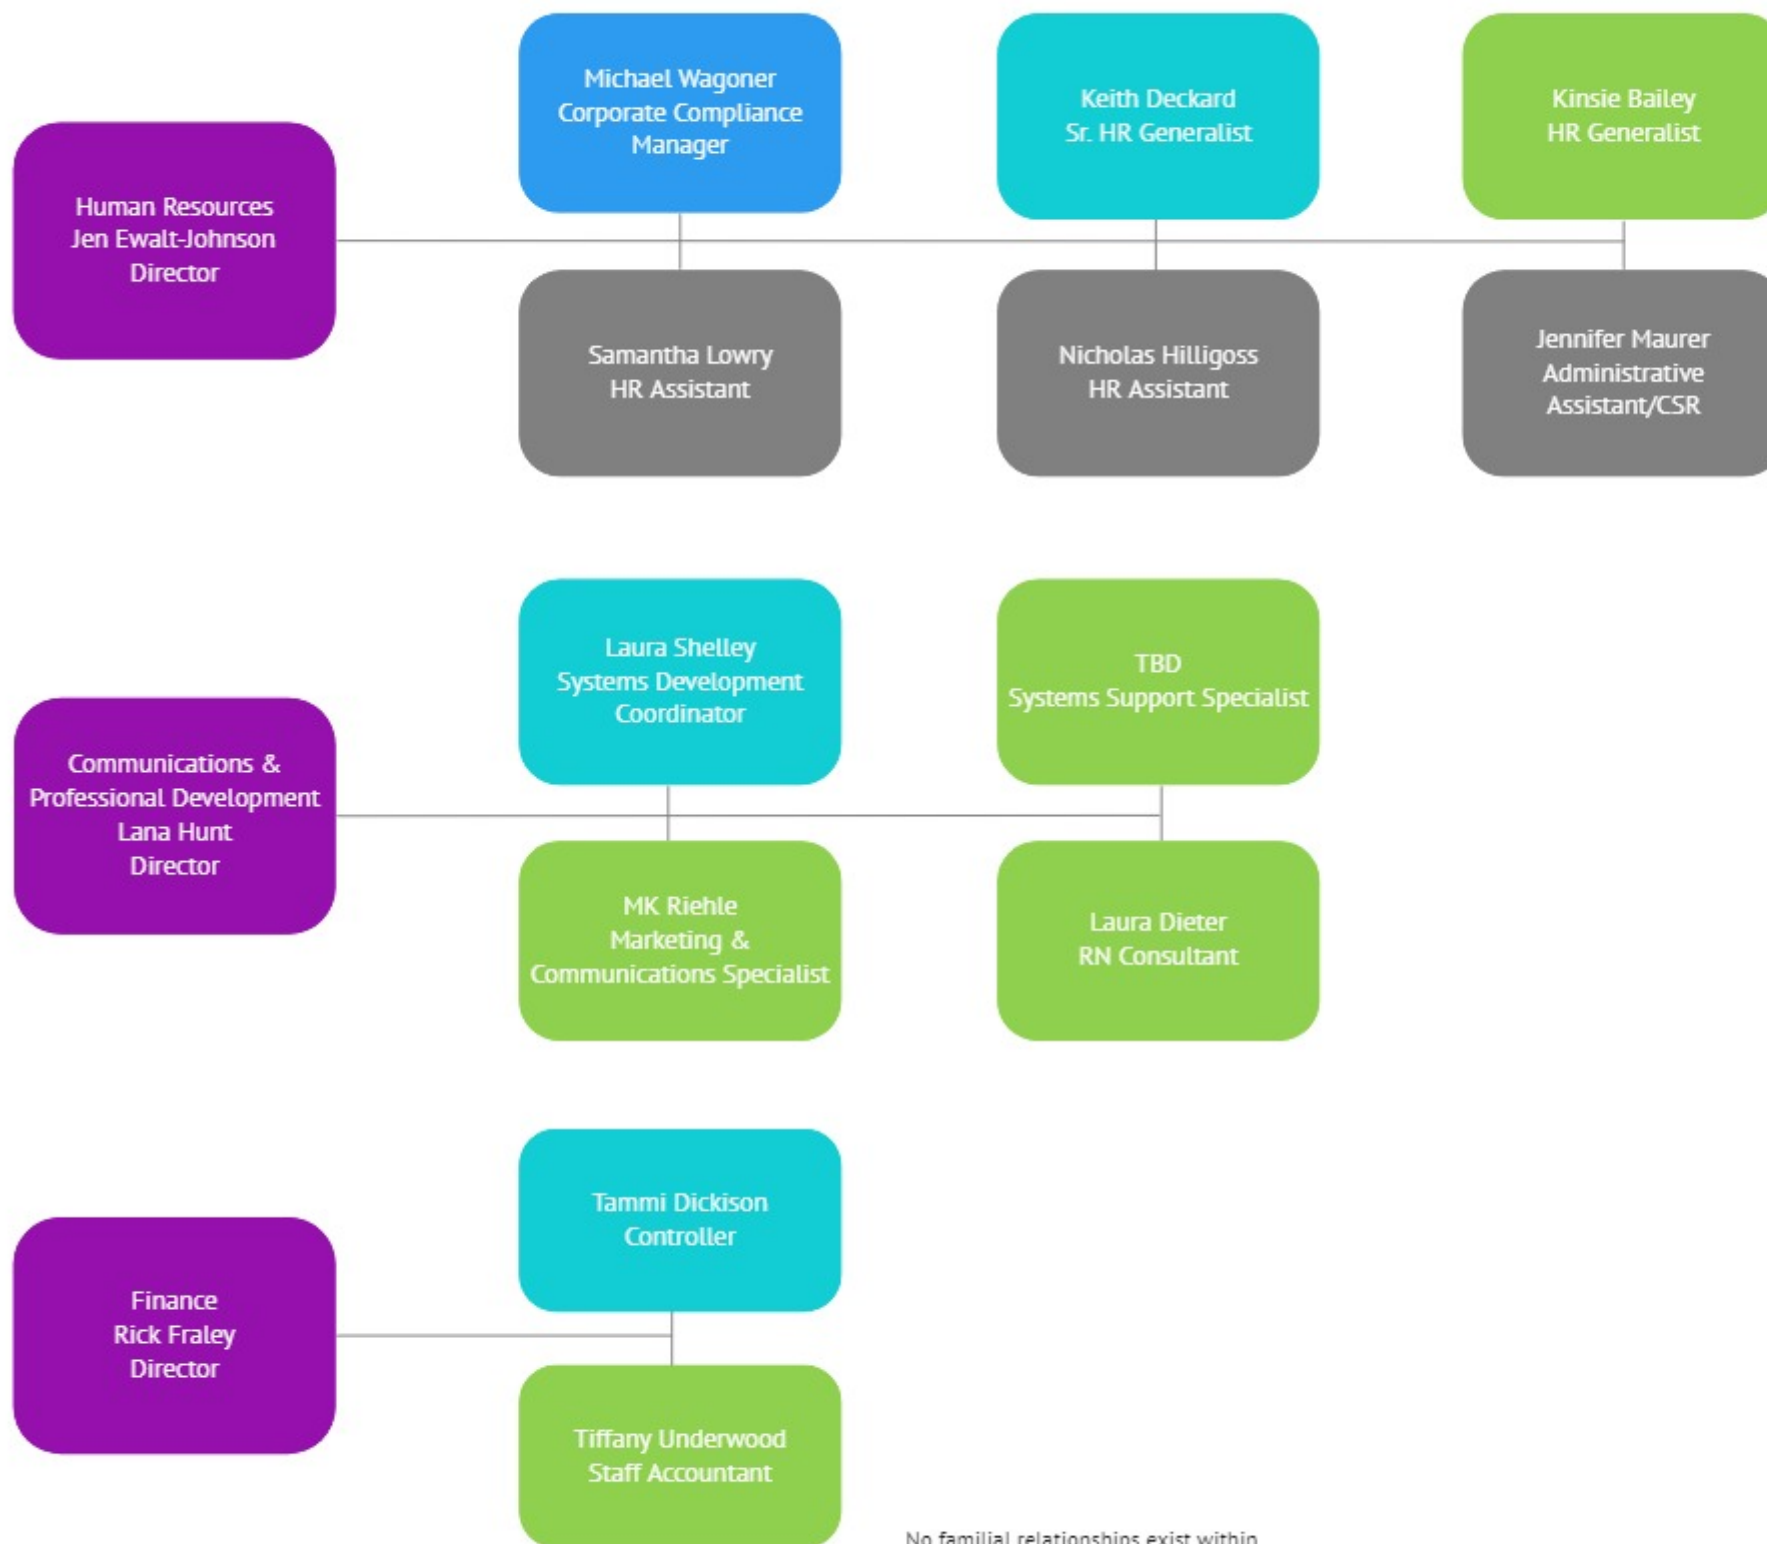 Michael Wagoner
Corporate Compliance
Manager
Keith Deckard
Sr. HR Generalist
Kinsie Bailey
HR Generalist
Human Resources
Jen Ewalt-Johnson
Director
Samantha Lowry
HR Assistant
Nicholas Hilligoss
HR Assistant
Jennifer Maurer
Administrative
Assistant/CSR
Laura Shelley
Systems Development
Coordinator
TBD
Systems Support Specialist
Communications &
Professional Development
Lana Hunt
Director
MK Riehle
Marketing &
Communications Specialist
Laura Dieter
RN Consultant
Tammi Dickison
Controller
Finance
Rick Fraley
Director
Tiffany Underwood
Staff Accountant
No familial relationships exist within